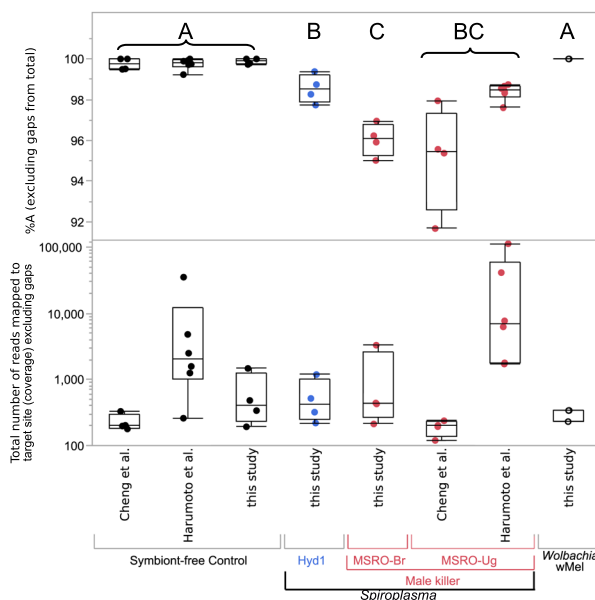 A B C BC A
%A (excluding gaps from total)
100
98
96
94
92
Total number of reads mapped to
target site (coverage) excluding gaps
100,000
10,000
1,000
100
Cheng et al.
Harumoto et al.
this study
this study
this study
Cheng et al.
Harumoto et al.
this study
Symbiont-free Control
Hyd1
MSRO-Br
MSRO-Ug
Wolbachia
wMel
Male killer
Spiroplasma